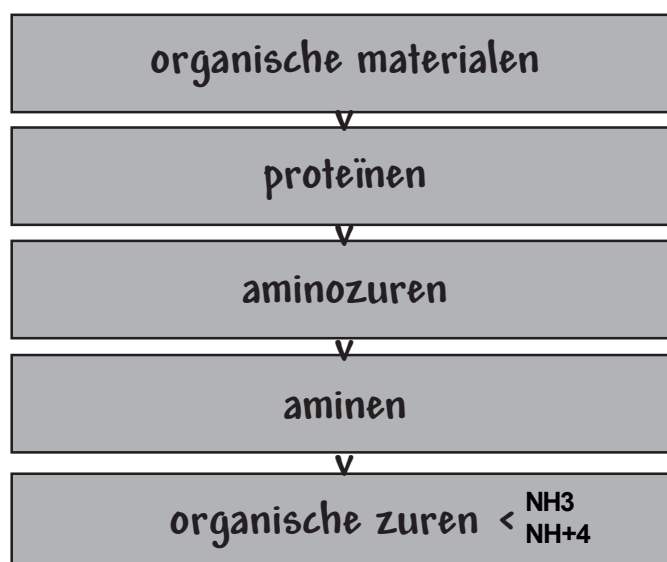 organische materialen
v
proteïnen
v
aminozuren
v
aminen
v
organische zuren < NH3
NH+4